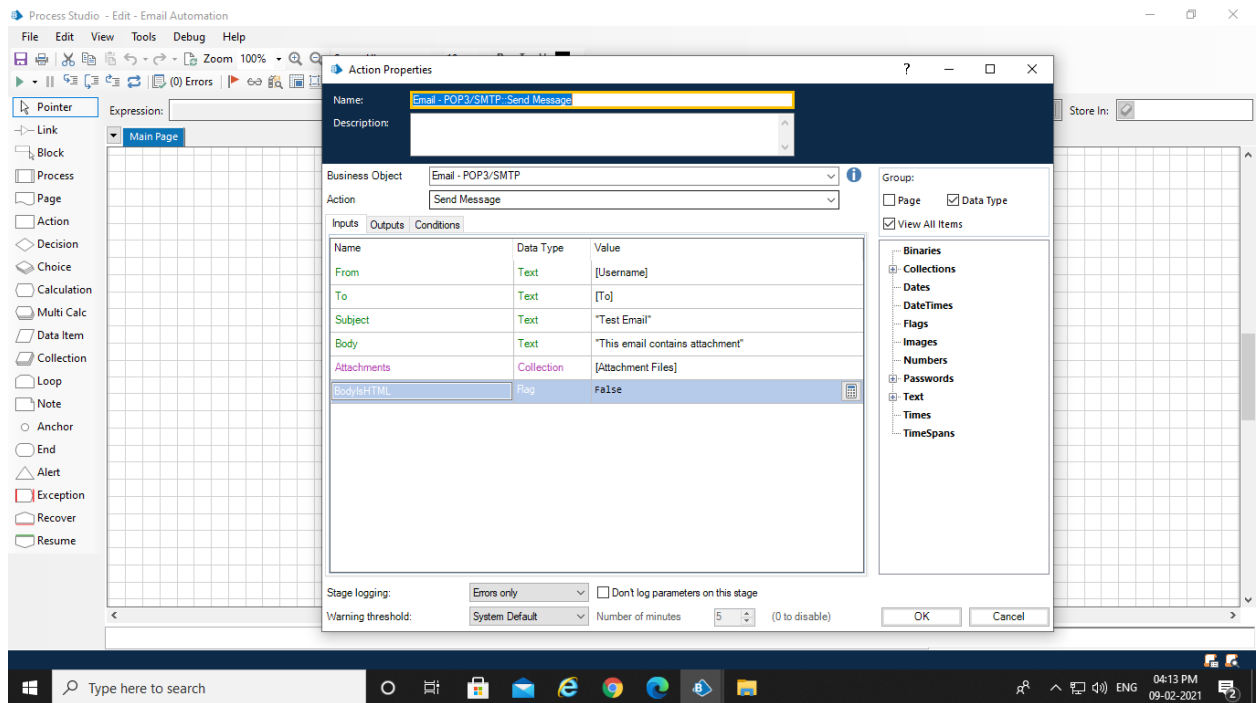 Process Studio - Edit - Email Automation
File Edit View Tools Debug Help
Zoom 100%
(0) Errors
Expression:
Store In:
Main Page
Pointer
Link
Block
Process
Page
Action
Decision
Choice
Calculation
Multi Calc
Data Item
Collection
Loop
Note
Anchor
End
Alert
Exception
Recover
Resume
Action Properties
?
Name: Email - POP3/SMTP::Send Message
Description:
Business Object Email - POP3/SMTP
Action Send Message
Inputs Outputs Conditions
Name Data Type Value
From Text [Username]
To Text [To]
Subject Text "Test Email"
Body Text "This email contains attachment"
Attachments Collection [Attachment Files]
BodyIsHTML Flag False
Stage logging: Errors only Don't log parameters on this stage
Warning threshold: System Default Number of minutes 5 (0 to disable)
Group:
Page Data Type
View All Items
Binaries
Collections
Dates
DateTimes
Flags
Images
Numbers
Passwords
Text
Times
TimeSpans
OK Cancel
Type here to search
ENG
04:13 PM
09-02-2021
2